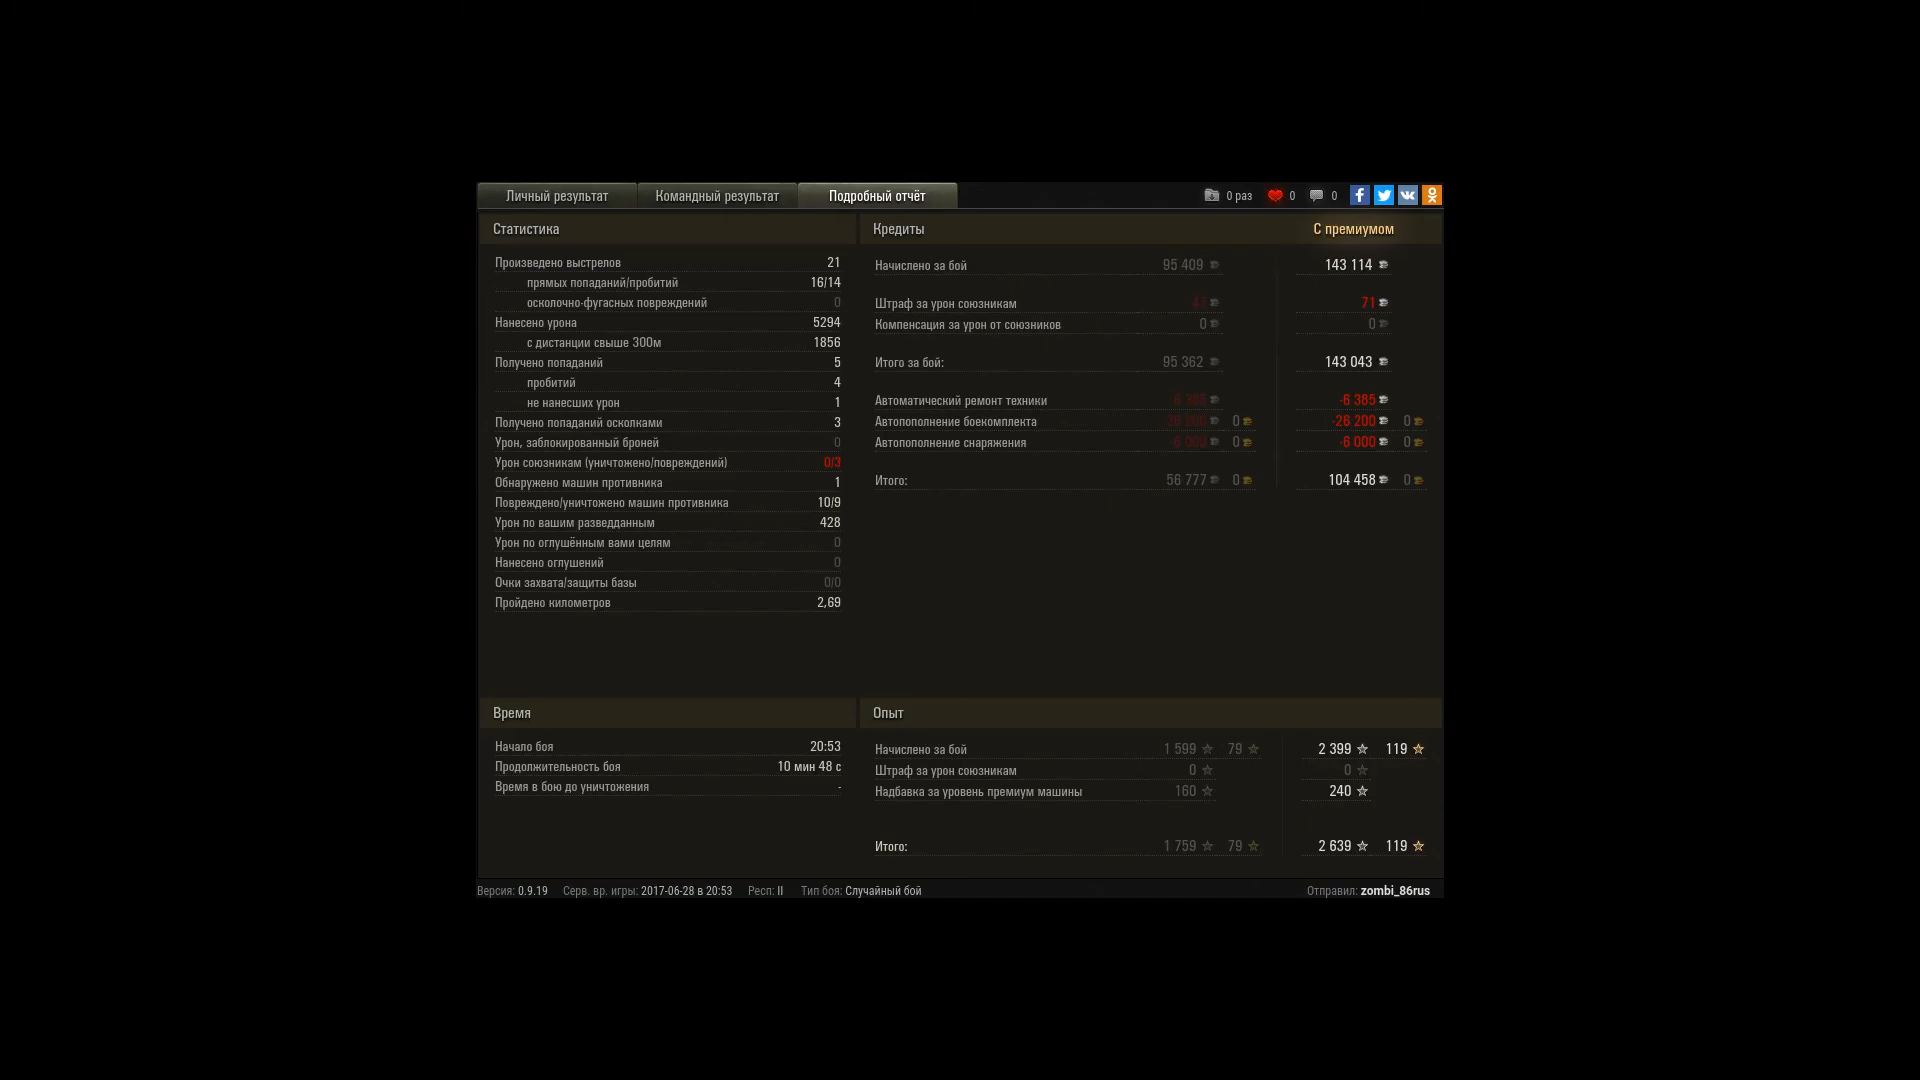 Личный результат Командный результат Подробный отчёт 0 раз 0 0
Статистика
Произведено выстрелов 21
прямых попаданий/пробитий 16/14
осколочно-фугасных повреждений 0
Нанесено урона 5294
с дистанции свыше 300м 1856
Получено попаданий 5
пробитий 4
не нанесших урон 1
Получено попаданий осколками 3
Урон, заблокированный броней 0
Урон союзникам (уничтожено/повреждений) 0/3
Обнаружено машин противника 1
Повреждено/уничтожено машин противника 10/9
Урон по вашим разведданным 428
Урон по оглушённым вами целям 0
Нанесено оглушений 0
Очки захвата/защиты базы 0/0
Пройдено километров 2,69
Кредиты С премиумом
Начислено за бой 95 409 143 114
Штраф за урон союзникам 71
Компенсация за урон от союзников 0 0
Итого за бой: 95 362 143 043
Автоматический ремонт техники -6 385
Автопополнение боекомплекта 0 -26 200 0
Автопополнение снаряжения -6 000 0 -6 000 0
Итого: 56 777 0 104 458 0
Время
Начало боя 20:53
Продолжительность боя 10 мин 48 с
Время в бою до уничтожения -
Опыт
Начислено за бой 1 599 79 2 399 119
Штраф за урон союзникам 0 0
Надбавка за уровень премиум машины 160 240
Итого: 1 759 79 2 639 119
Версия: 0.9.19 Серв. вр. игры: 2017-06-28 в 20:53 Респ: II Тип боя: Случайный бой Отправил: zombi_86rus